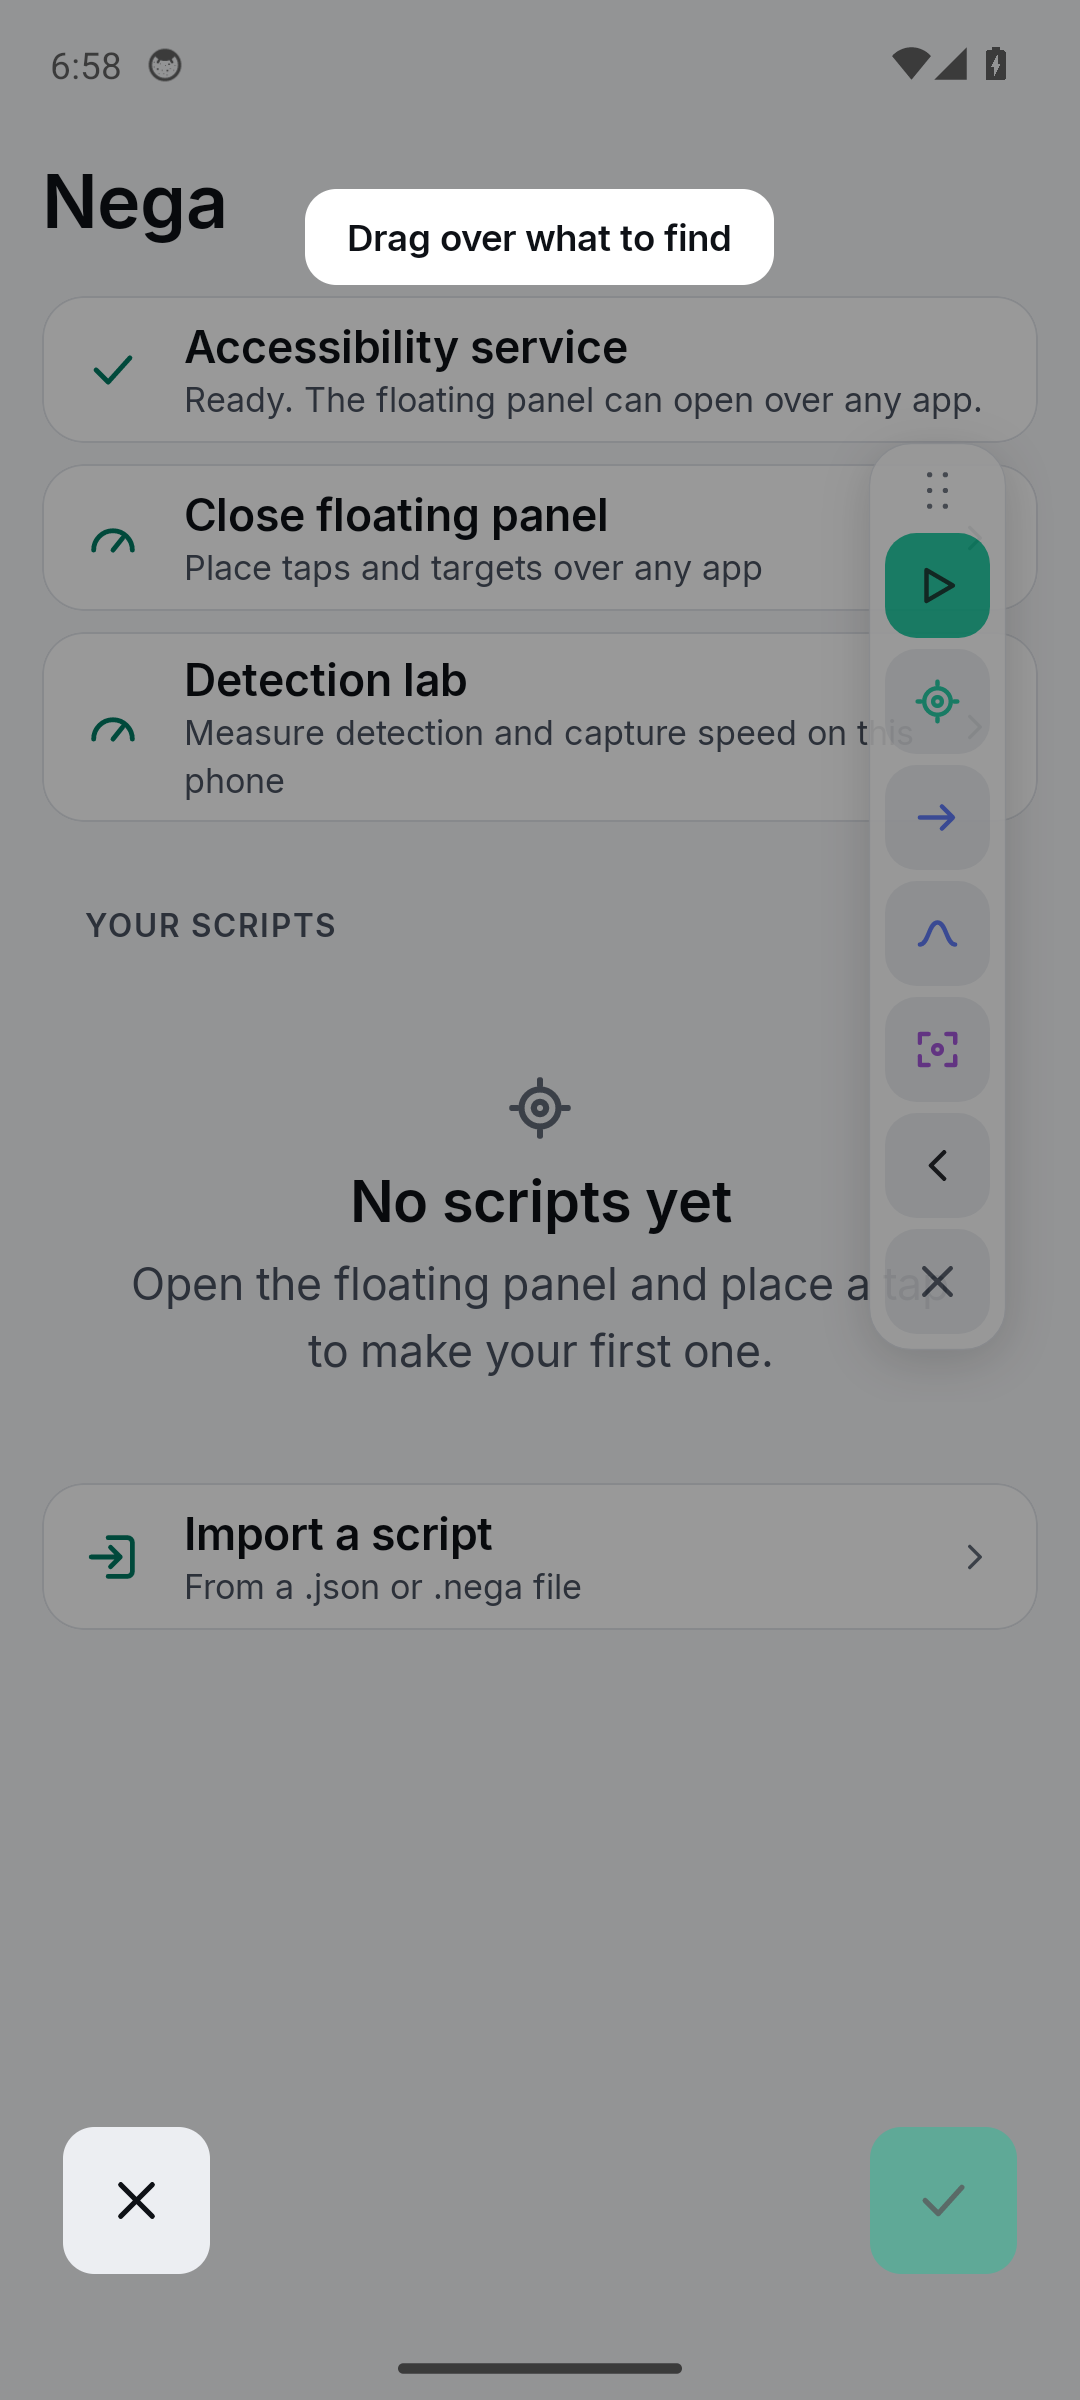 6:58
Nega
Drag over what to find
Accessibility service
Ready. The floating panel can open over any app.
Close floating panel
Place taps and targets over any app
Detection lab
Measure detection and capture speed on this
phone
YOUR SCRIPTS
No scripts yet
Open the floating panel and place a tap
to make your first one.
Import a script
From a .json or .nega file